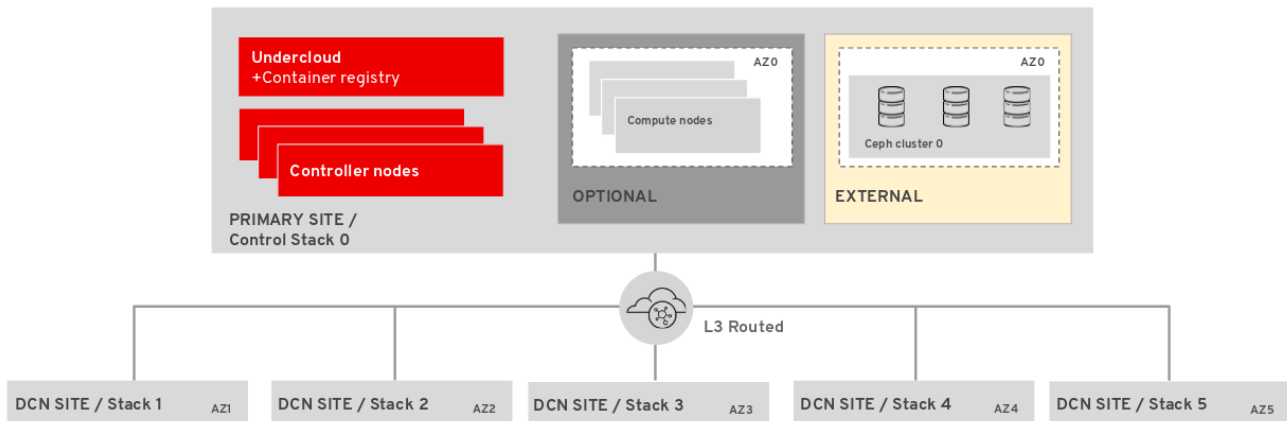 Undercloud
+Container registry
Controller nodes
PRIMARY SITE /
Control Stack 0
AZ0
Compute nodes
OPTIONAL
AZ0
Ceph cluster 0
EXTERNAL
L3 Routed
DCN SITE / Stack 1
AZ1
DCN SITE / Stack 2
AZ2
DCN SITE / Stack 3
AZ3
DCN SITE / Stack 4
AZ4
DCN SITE / Stack 5
AZ5